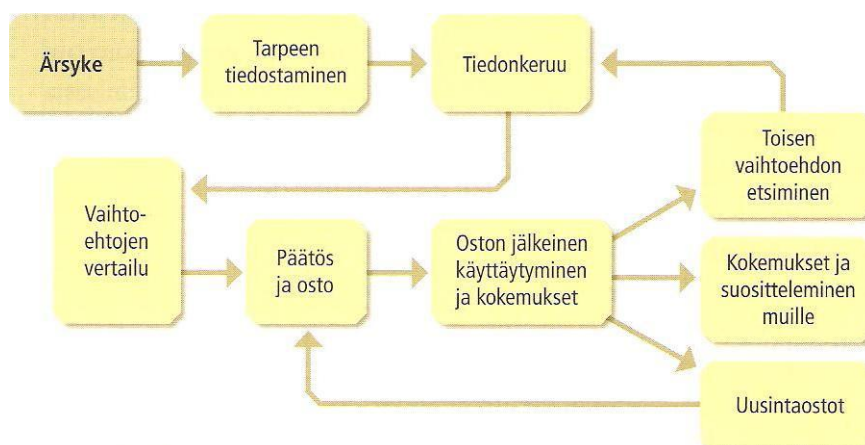 Ärsyke
Tarpeen
tiedostaminen
Tiedonkeruu
Toisen
vaihtoehdon
etsiminen
Vaihto-
ehtojen
vertailu
Päätös
ja osto
Oston jälkeinen
käyttäytyminen
ja kokemukset
Kokemukset ja
suositteleminen
muille
Uusintaostot